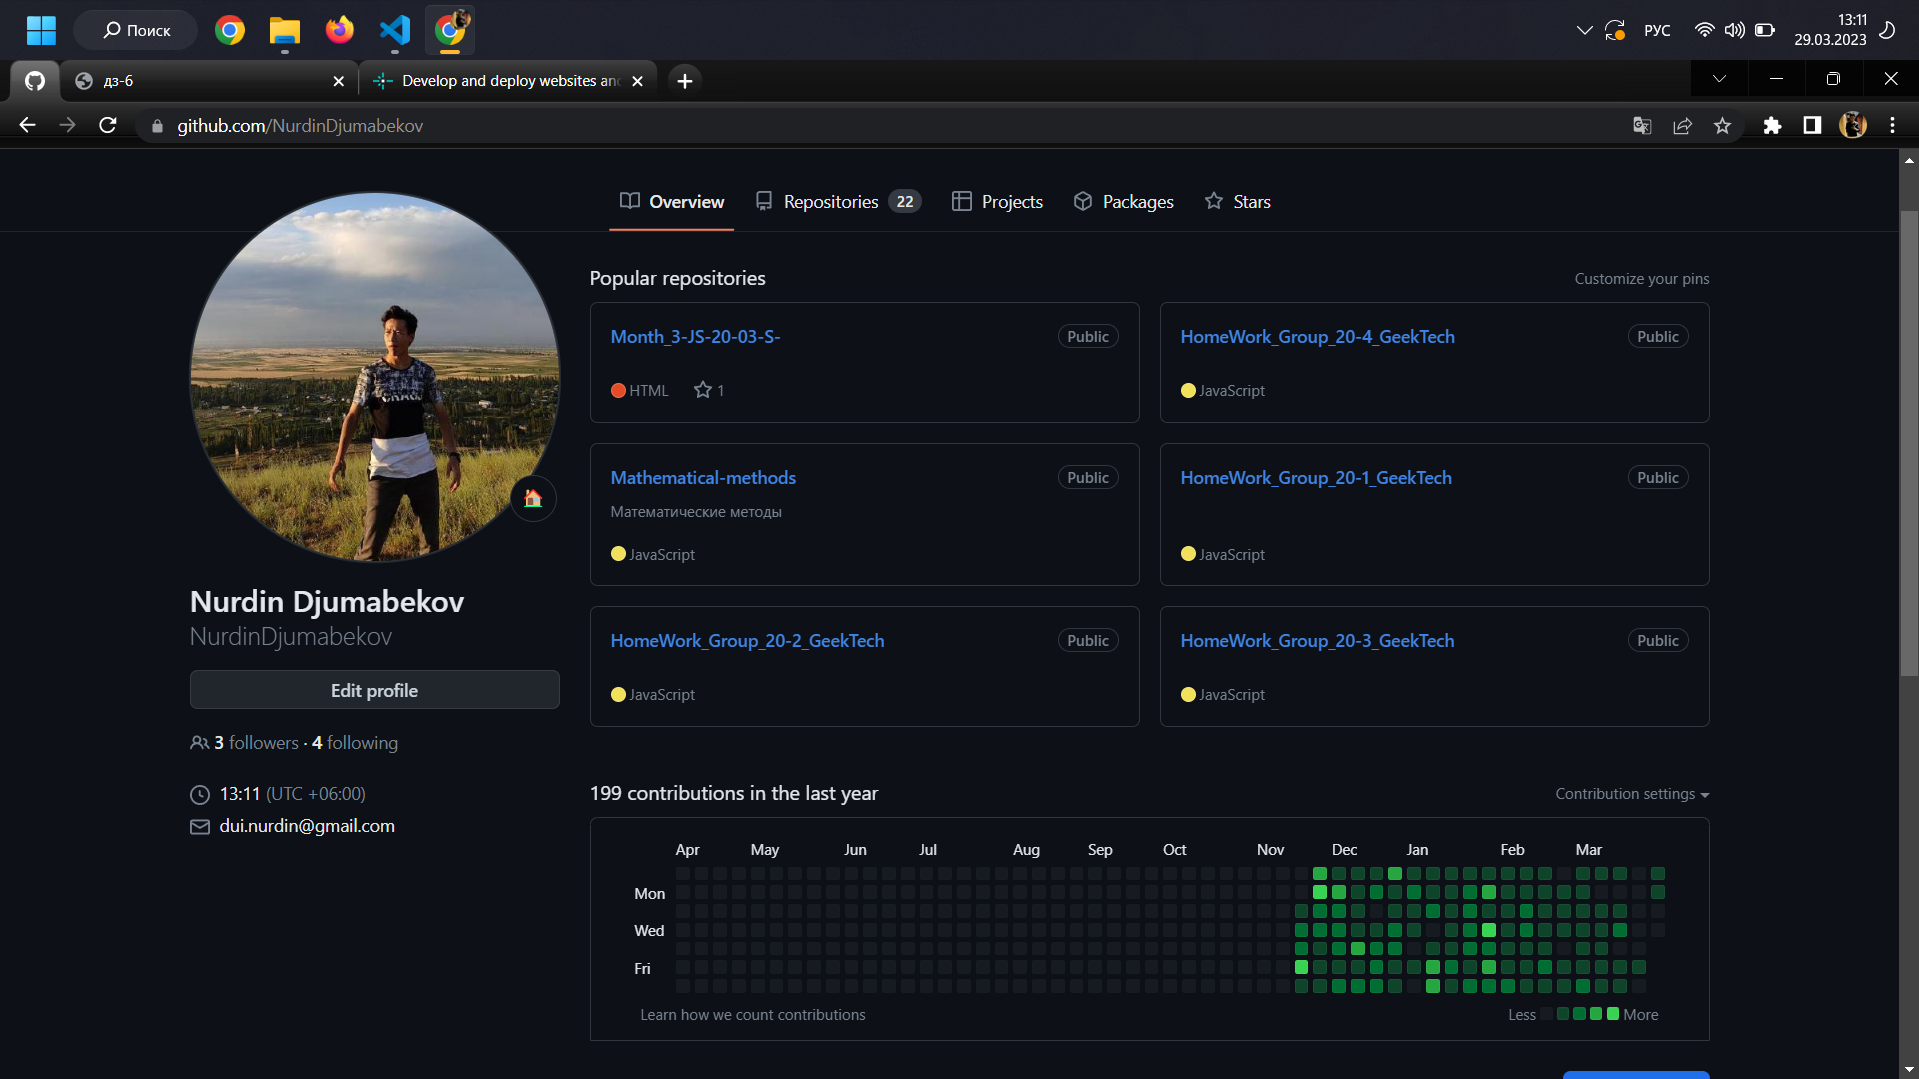 Поиск
РУС
13:11
29.03.2023
дз-6
Develop and deploy websites an
github.com/NurdinDjumabekov
Overview
Repositories 22
Projects
Packages
Stars
Popular repositories
Customize your pins
Month_3-JS-20-03-S-
Public
HTML
1
HomeWork_Group_20-4_GeekTech
Public
JavaScript
Mathematical-methods
Public
Математические методы
JavaScript
HomeWork_Group_20-1_GeekTech
Public
JavaScript
HomeWork_Group_20-2_GeekTech
Public
JavaScript
HomeWork_Group_20-3_GeekTech
Public
JavaScript
Nurdin Djumabekov
NurdinDjumabekov
Edit profile
3 followers · 4 following
13:11 (UTC +06:00)
dui.nurdin@gmail.com
199 contributions in the last year
Contribution settings
Apr May Jun Jul Aug Sep Oct Nov Dec Jan Feb Mar
Mon
Wed
Fri
Learn how we count contributions
Less
More